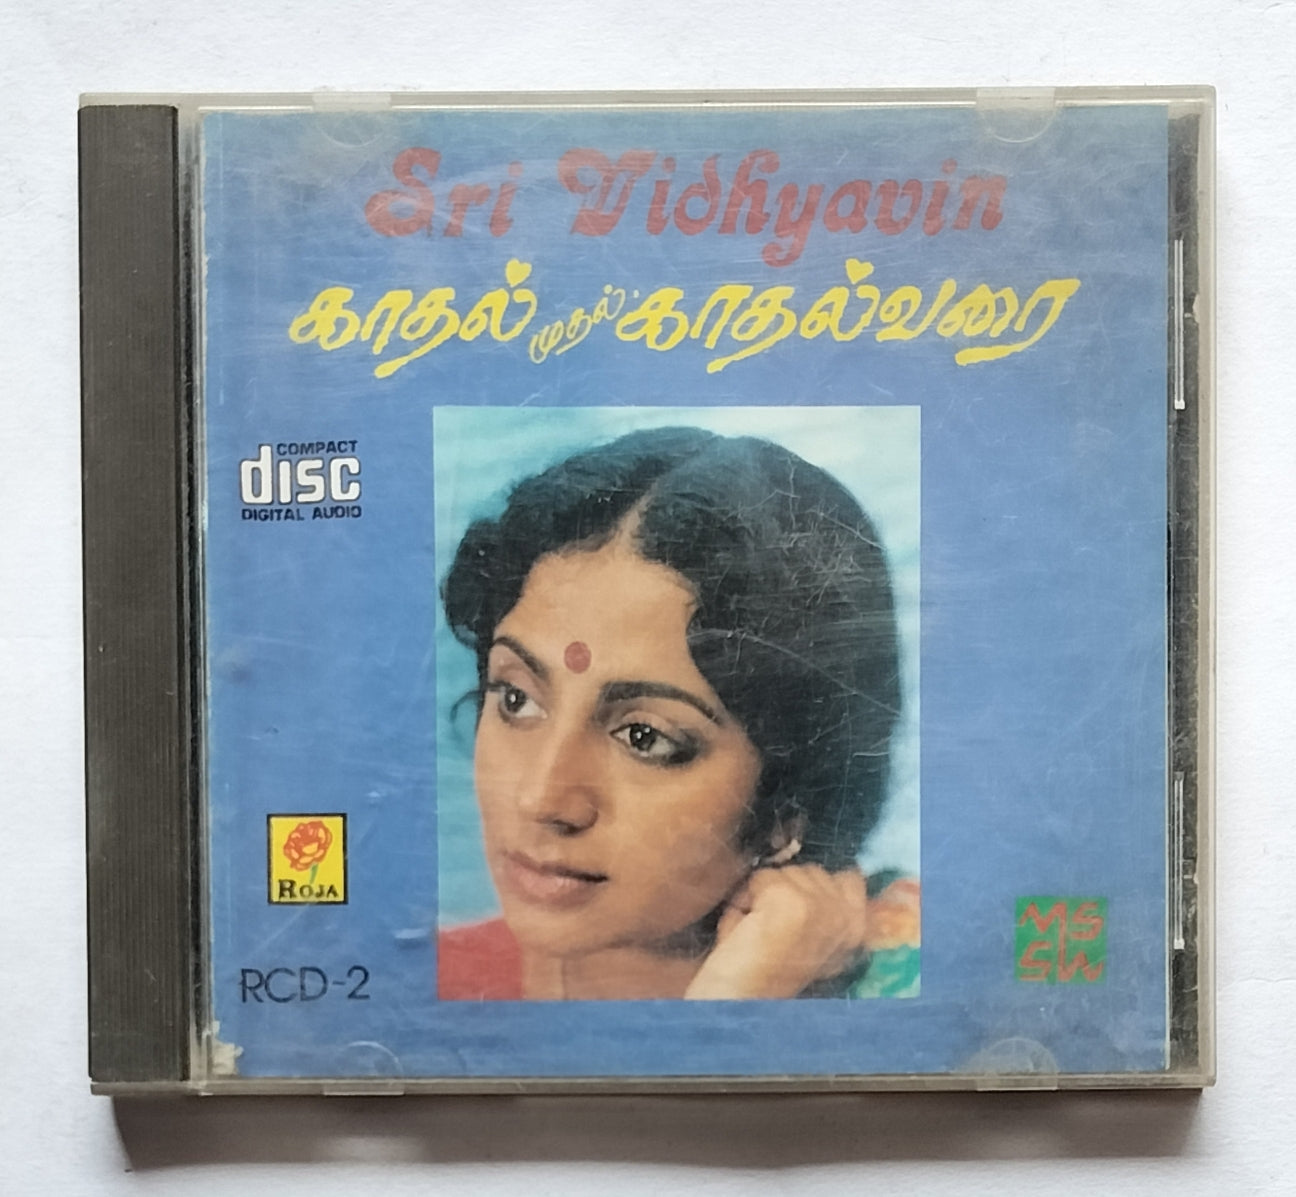 Sri Vidhyavin
காதல் முதல் காதல்வரை
COMPACT
disc
DIGITAL AUDIO
ROJA
RCD-2
MS
SW